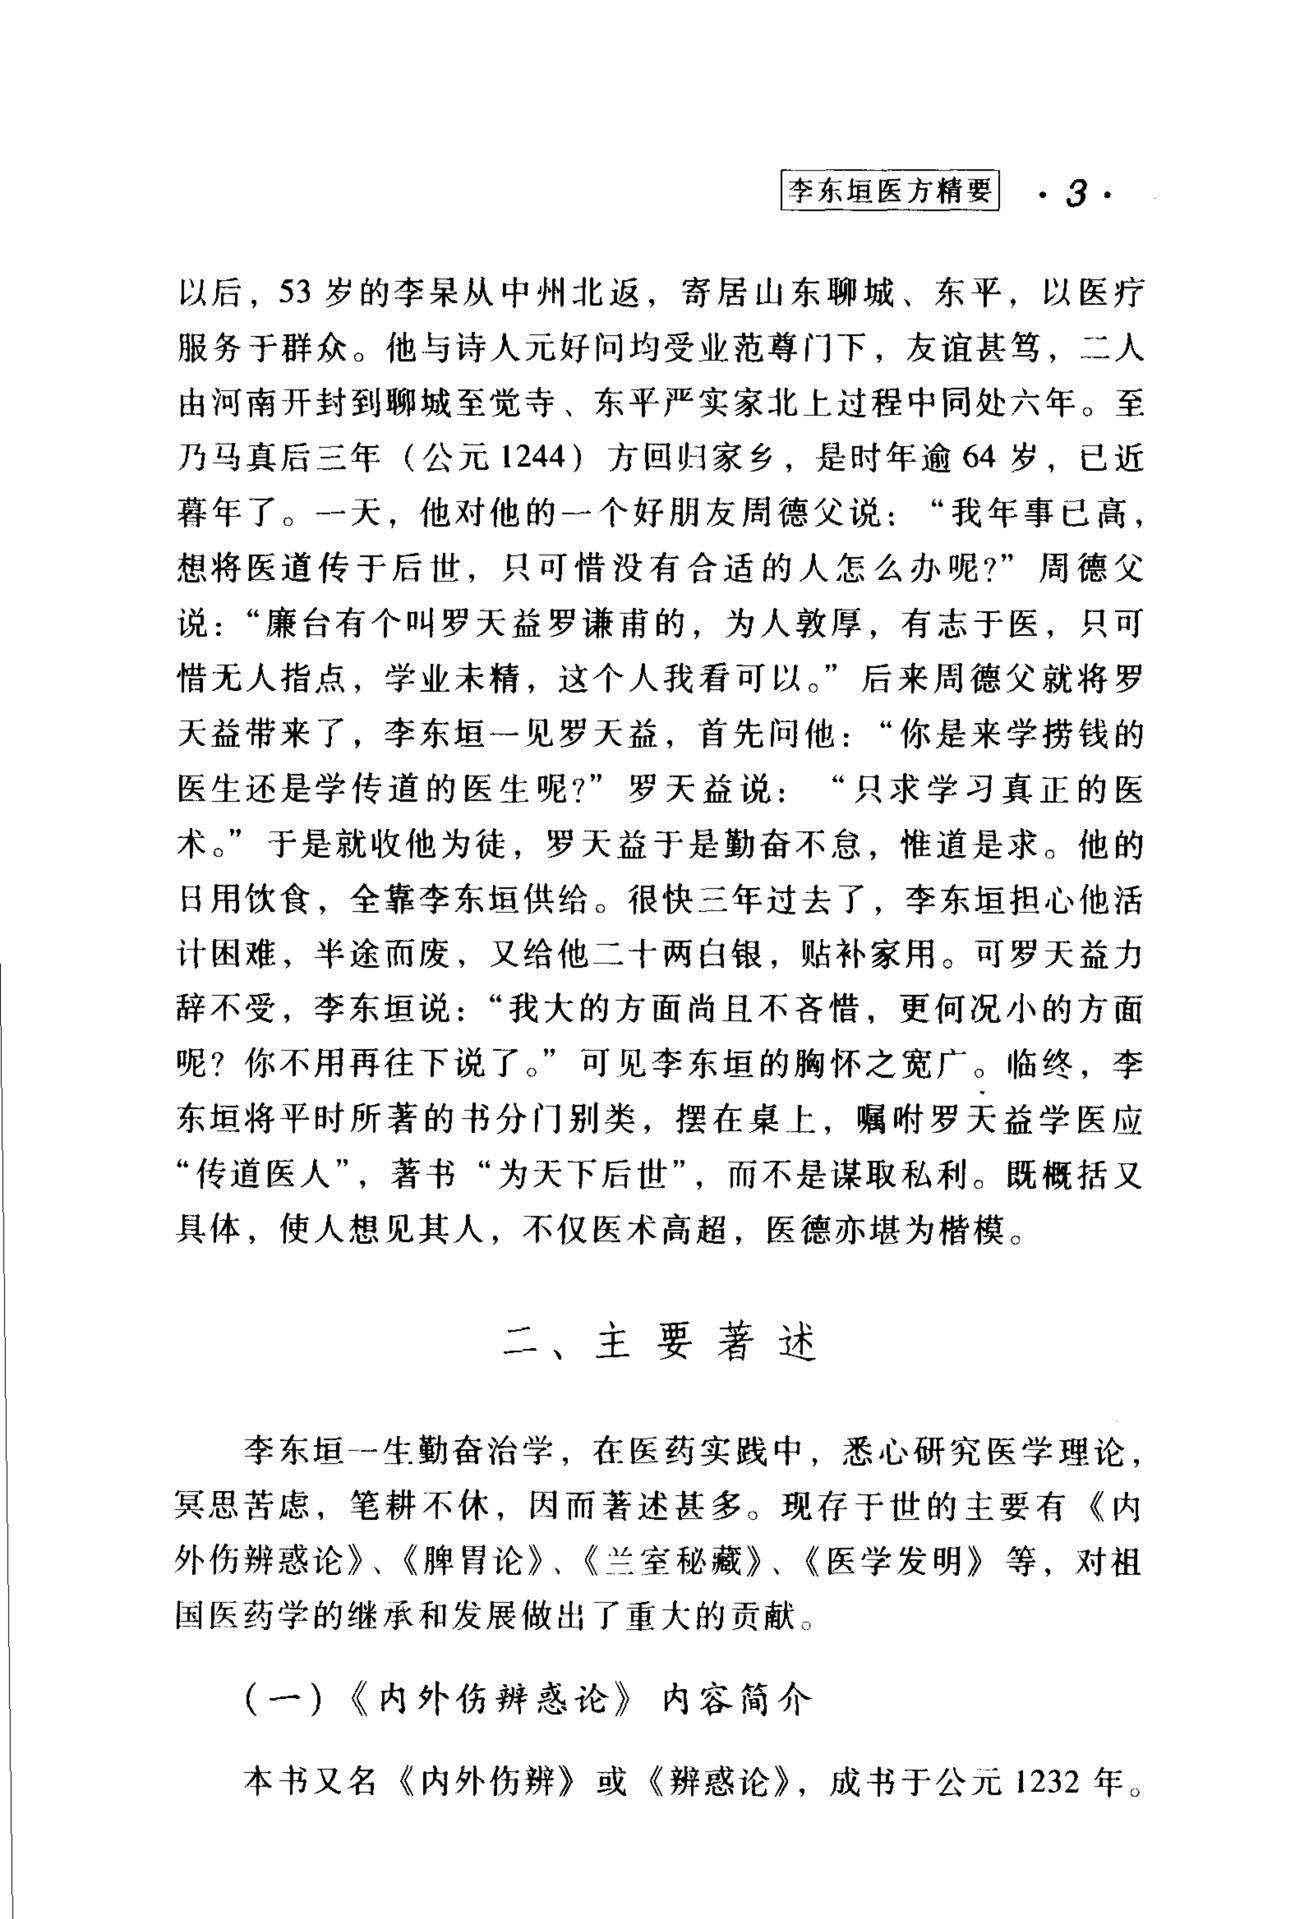 李东垣医方精要 ·3·
以后，53 岁的李杲从中州北返，寄居山东聊城、东平，以医疗
服务于群众。他与诗人元好问均受业范尊门下，友谊甚笃，二人
由河南开封到聊城至觉寺、东平严实家北上过程中同处六年。至
乃马真后三年（公元 1244）方回归家乡，是时年逾 64 岁，已近
暮年了。一天，他对他的一个好朋友周德父说：“我年事已高，
想将医道传于后世，只可惜没有合适的人怎么办呢?”周德父
说：“廉台有个叫罗天益罗谦甫的，为人敦厚，有志于医，只可
惜无人指点，学业未精，这个人我看可以。”后来周德父就将罗
天益带来了，李东垣一见罗天益，首先问他：“你是来学捞钱的
医生还是学传道的医生呢?”罗天益说：“只求学习真正的医
术。”于是就收他为徒，罗天益于是勤奋不怠，惟道是求。他的
日用饮食，全靠李东垣供给。很快三年过去了，李东垣担心他活
计困难，半途而废，又给他二十两白银，贴补家用。可罗天益力
辞不受，李东垣说：“我大的方面尚且不吝惜，更何况小的方面
呢？你不用再往下说了。”可见李东垣的胸怀之宽广。临终，李
东垣将平时所著的书分门别类，摆在桌上，嘱咐罗天益学医应
“传道医人”，著书“为天下后世”，而不是谋取私利。既概括又
具体，使人想见其人，不仅医术高超，医德亦堪为楷模。
二、主要著述
李东垣一生勤奋治学，在医药实践中，悉心研究医学理论，
冥思苦虑，笔耕不休，因而著述甚多。现存于世的主要有《内
外伤辨惑论》、《脾胃论》、《兰室秘藏》、《医学发明》等，对祖
国医药学的继承和发展做出了重大的贡献。
(一)《内外伤辨惑论》内容简介
本书又名《内外伤辨》或《辨惑论》，成书于公元 1232 年。